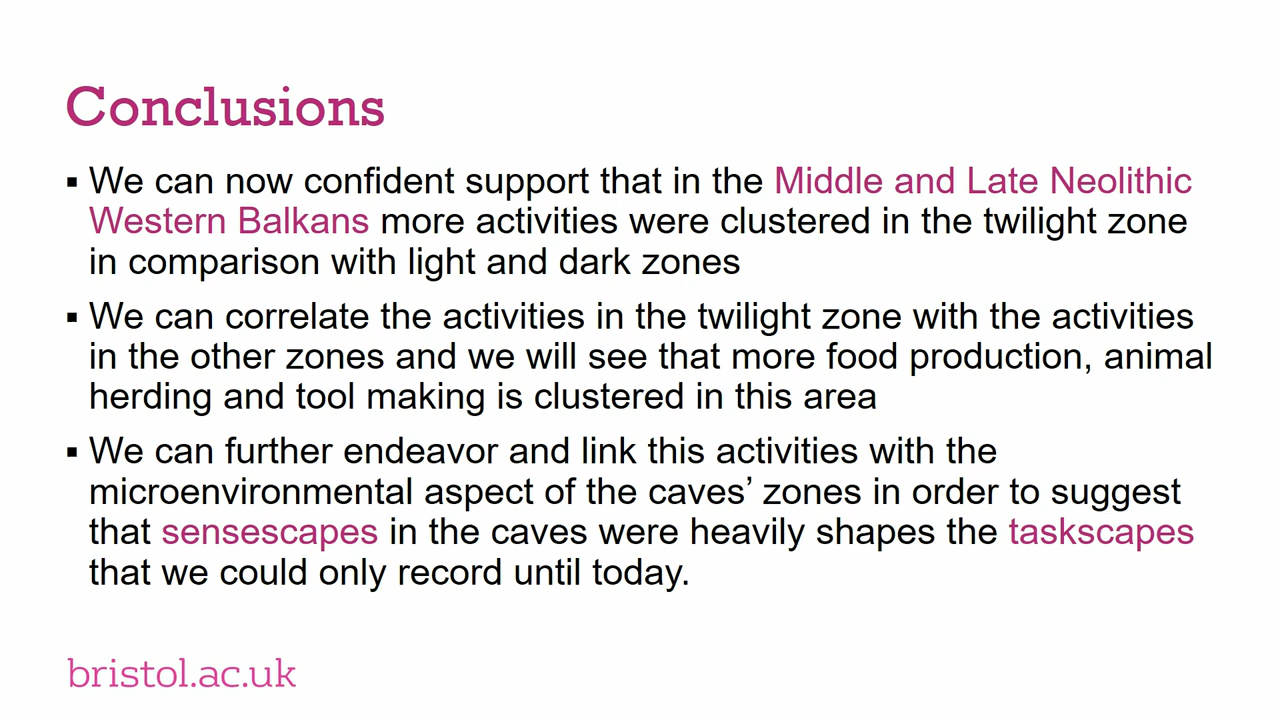 Conclusions
▪ We can now confident support that in the Middle and Late Neolithic
Western Balkans more activities were clustered in the twilight zone
in comparison with light and dark zones
▪ We can correlate the activities in the twilight zone with the activities
in the other zones and we will see that more food production, animal
herding and tool making is clustered in this area
▪ We can further endeavor and link this activities with the
microenvironmental aspect of the caves’ zones in order to suggest
that sensescapes in the caves were heavily shapes the taskscapes
that we could only record until today.
bristol.ac.uk